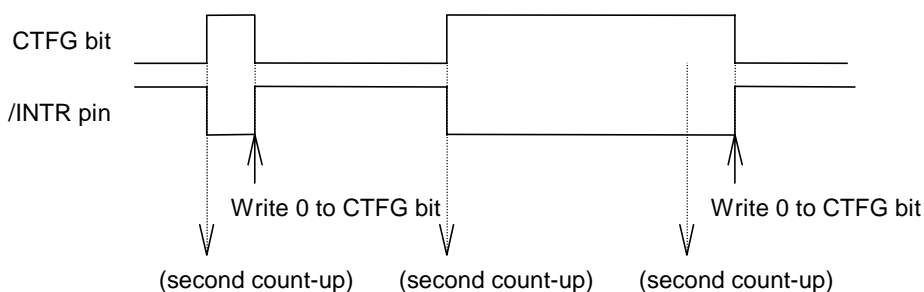 CTFG bit
/INTR pin
Write 0 to CTFG bit
Write 0 to CTFG bit
(second count-up)
(second count-up)
(second count-up)